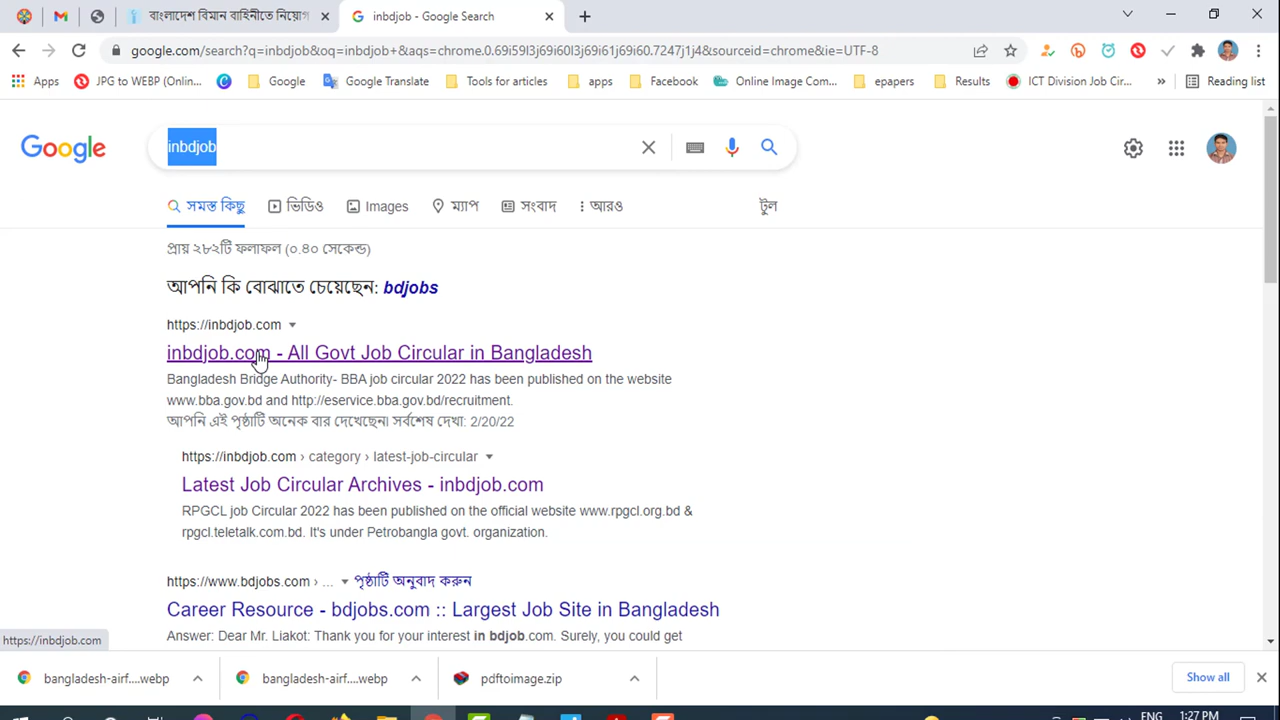 বাংলাদেশ বিমান বাহিনীতে নিয়োগ
inbdjob - Google Search
google.com/search?q=inbdjob&oq=inbdjob+&aqs=chrome.0.69i59l3j69i60l3j69i61j69i60.7247j1j4&sourceid=chrome&ie=UTF-8
Apps JPG to WEBP (Onlin... Google Google Translate Tools for articles apps Facebook Online Image Com... epapers Results ICT Division Job Cir... » Reading list
Google inbdjob
সমস্ত কিছু ভিডিও Images ম্যাপ সংবাদ আরও টুল
প্রায় ২৮২টি ফলাফল (০.৪০ সেকেন্ড)
আপনি কি বোঝাতে চেয়েছেন: bdjobs
https://inbdjob.com
inbdjob.com - All Govt Job Circular in Bangladesh
Bangladesh Bridge Authority- BBA job circular 2022 has been published on the website
www.bba.gov.bd and http://eservice.bba.gov.bd/recruitment.
আপনি এই পৃষ্ঠাটি অনেক বার দেখেছেন৷ সর্বশেষ দেখা: 2/20/22
https://inbdjob.com › category › latest-job-circular
Latest Job Circular Archives - inbdjob.com
RPGCL job Circular 2022 has been published on the official website www.rpgcl.org.bd &
rpgcl.teletalk.com.bd. It's under Petrobangla govt. organization.
https://www.bdjobs.com › ... পৃষ্ঠাটি অনুবাদ করুন
Career Resource - bdjobs.com :: Largest Job Site in Bangladesh
Answer: Dear Mr. Liakot: Thank you for your interest in bdjob.com. Surely, you could get
https://inbdjob.com
bangladesh-airf....webp bangladesh-airf....webp pdftoimage.zip Show all
ENG 1:27 PM